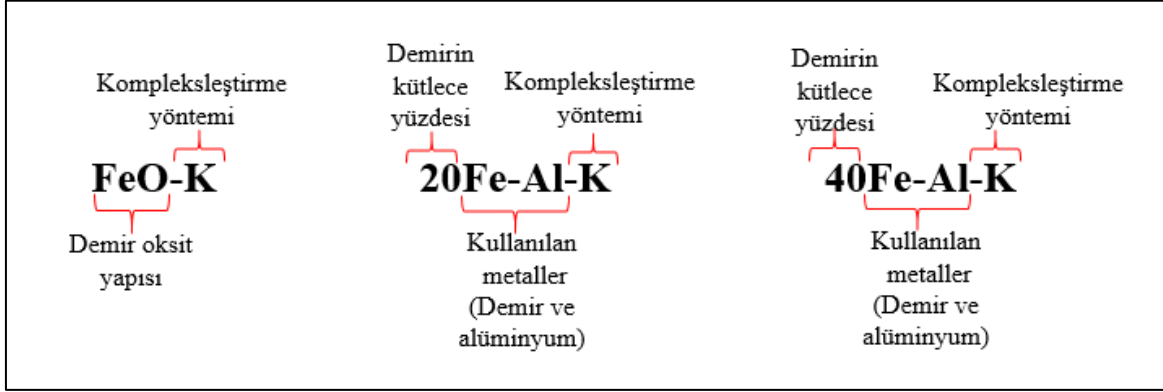 Kompleksleştirme
yöntemi
FeO-K
Demir oksit
yapısı
Demirin
kütlece
yüzdesi
Kompleksleştirme
yöntemi
20Fe-Al-K
Kullanılan
metaller
(Demir ve
alüminyum)
Demirin
kütlece
yüzdesi
Kompleksleştirme
yöntemi
40Fe-Al-K
Kullanılan
metaller
(Demir ve
alüminyum)